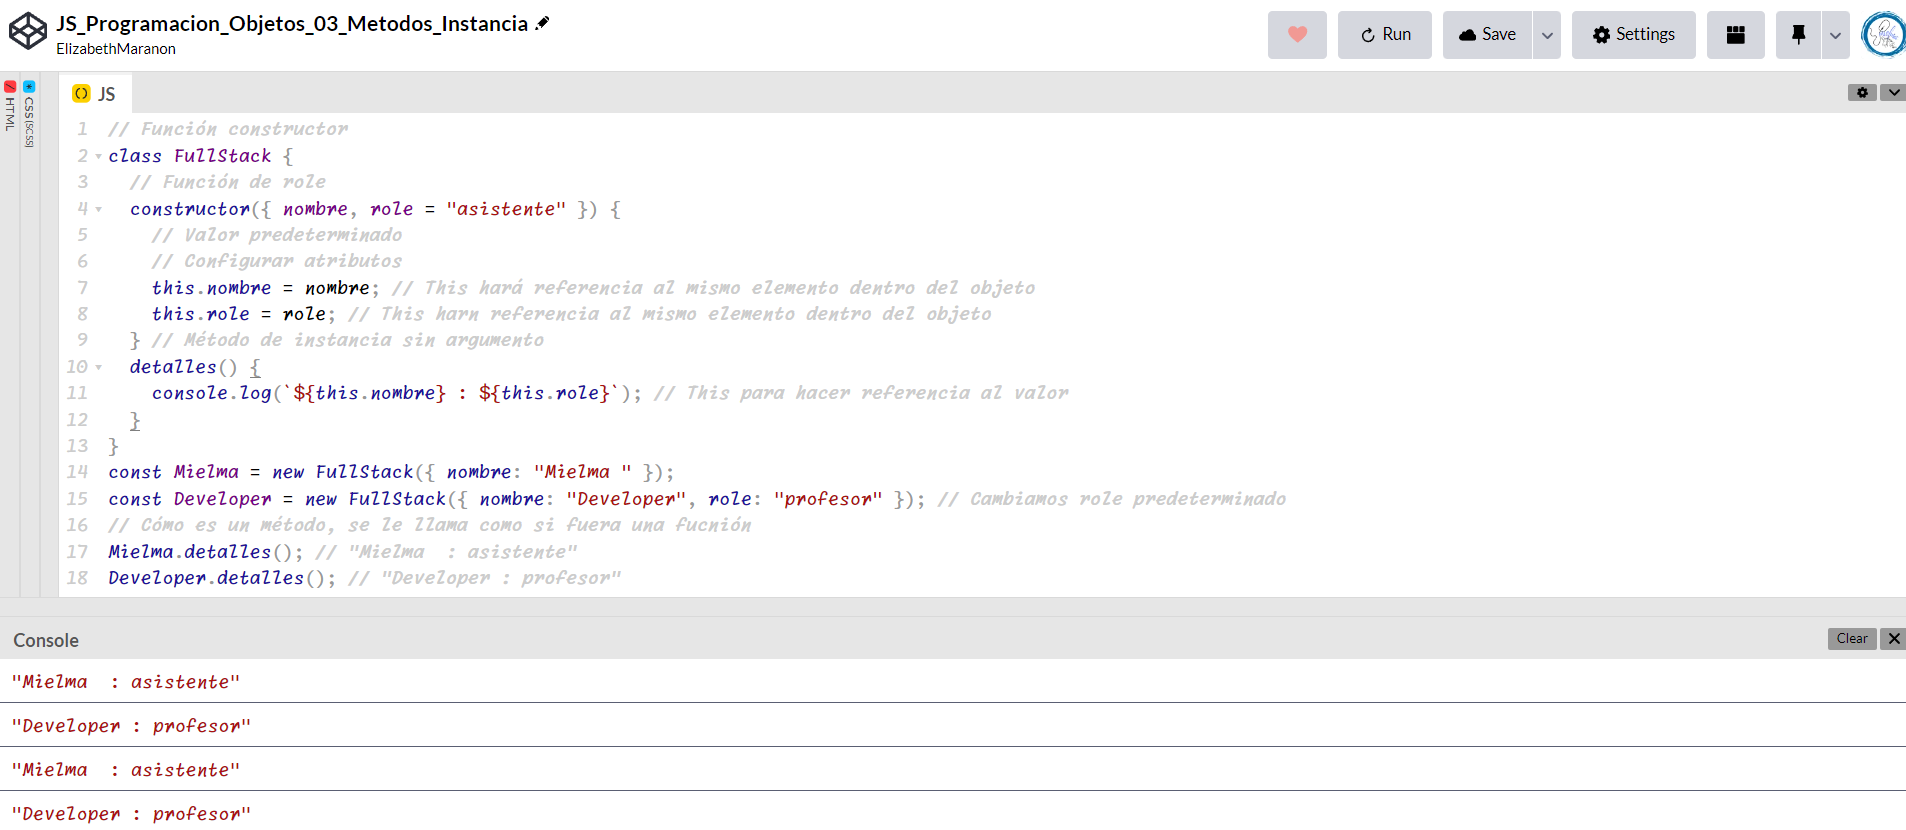 JS_Programacion_Objetos_03_Metodos_Instancia
ElizabethMaranon
Run
Save
Settings
HTML
CSS (SCSS)
JS
1 // Función constructor
2 class FullStack {
3 // Función de role
4 constructor({ nombre, role = "asistente" }) {
5 // Valor predeterminado
6 // Configurar atributos
7 this.nombre = nombre; // This hará referencia al mismo elemento dentro del objeto
8 this.role = role; // This harn referencia al mismo elemento dentro del objeto
9 } // Método de instancia sin argumento
10 detalles() {
11 console.log(`${this.nombre} : ${this.role}`); // This para hacer referencia al valor
12 }
13 }
14 const Mielma = new FullStack({ nombre: "Mielma " });
15 const Developer = new FullStack({ nombre: "Developer", role: "profesor" }); // Cambiamos role predeterminado
16 // Cómo es un método, se le llama como si fuera una fucnión
17 Mielma.detalles(); // "Mielma  : asistente"
18 Developer.detalles(); // "Developer : profesor"
Console
Clear
"Mielma  : asistente"
"Developer : profesor"
"Mielma  : asistente"
"Developer : profesor"